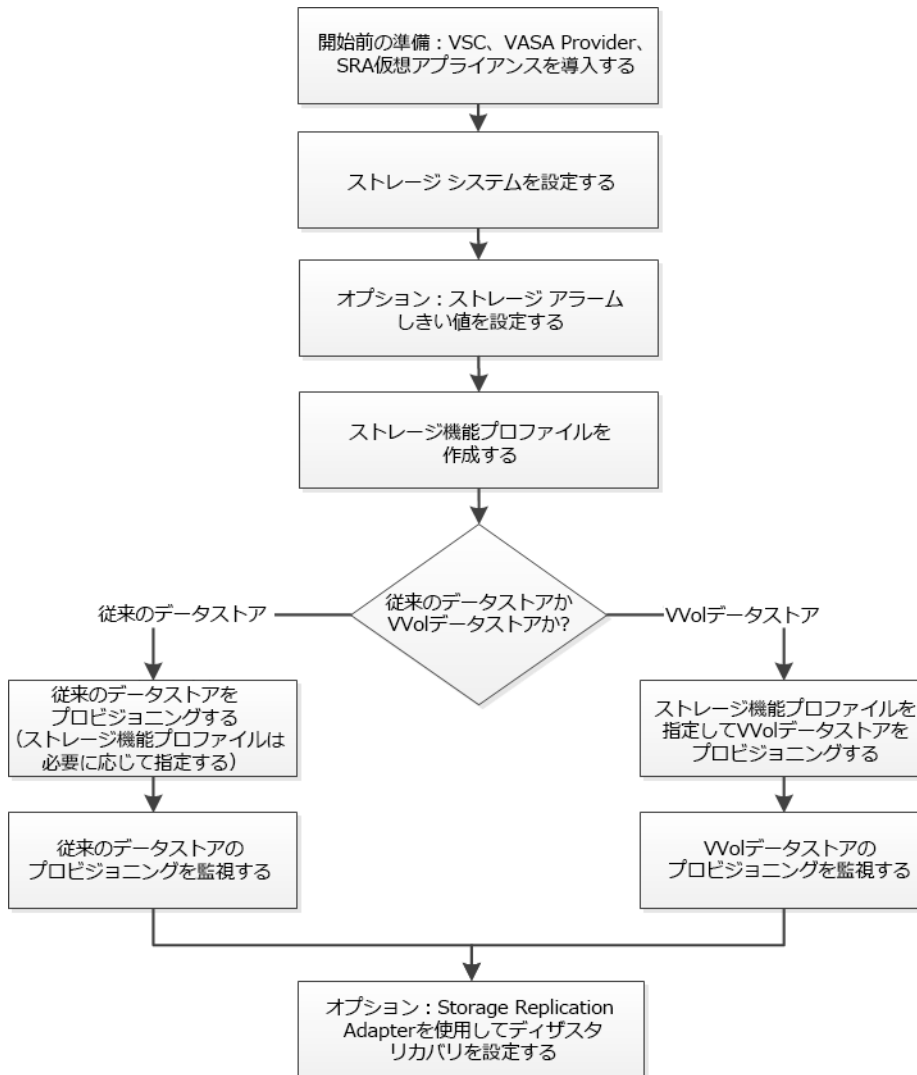 開始前の準備：VSC、VASA Provider、
SRA仮想アプライアンスを導入する
ストレージ システムを設定する
オプション：ストレージ アラーム
しきい値を設定する
ストレージ機能プロファイルを
作成する
従来のデータストアか
VVolデータストアか?
従来のデータストア
VVolデータストア
従来のデータストアを
プロビジョニングする
（ストレージ機能プロファイルは
必要に応じて指定する）
ストレージ機能プロファイルを
指定してVVolデータストアを
プロビジョニングする
従来のデータストアの
プロビジョニングを監視する
VVolデータストアの
プロビジョニングを監視する
オプション：Storage Replication
Adapterを使用してディザスタ
リカバリを設定する